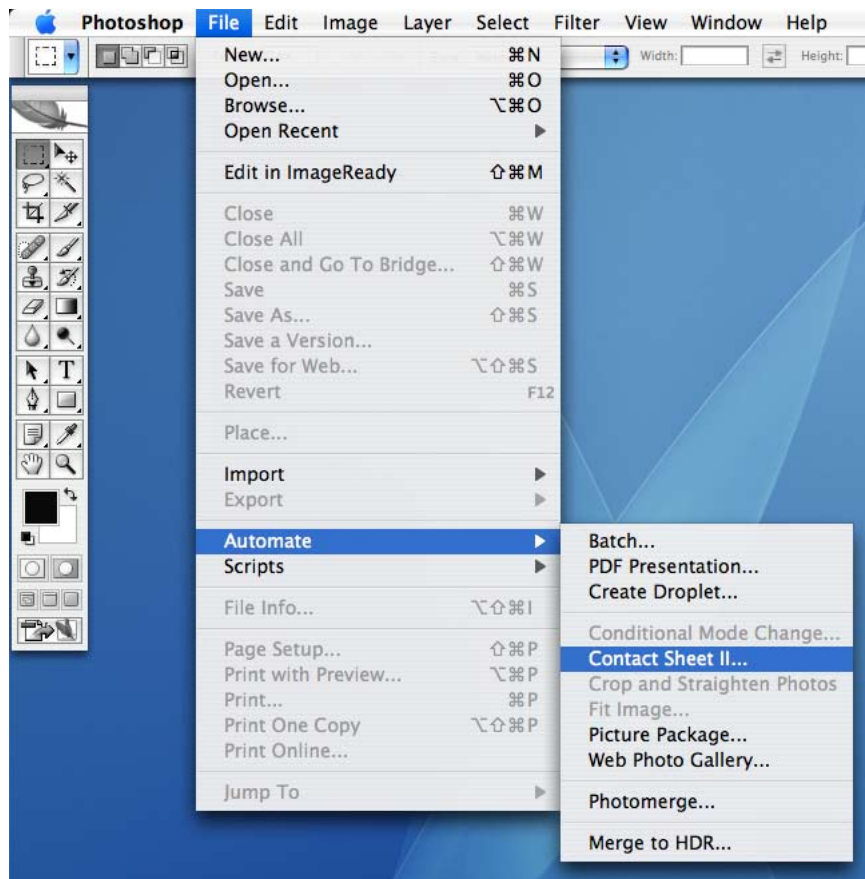 Photoshop File Edit Image Layer Select Filter View Window Help
Width: Height:
New... ⌘N
Open... ⌘O
Browse... ⌥⌘O
Open Recent
Edit in ImageReady ⇧⌘M
Close ⌘W
Close All ⌥⌘W
Close and Go To Bridge... ⇧⌘W
Save ⌘S
Save As... ⇧⌘S
Save a Version...
Save for Web... ⌥⇧⌘S
Revert F12
Place...
Import
Export
Automate
Scripts
File Info... ⌥⇧⌘I
Page Setup... ⇧⌘P
Print with Preview... ⌥⌘P
Print... ⌘P
Print One Copy ⌥⇧⌘P
Print Online...
Jump To
Batch...
PDF Presentation...
Create Droplet...
Conditional Mode Change...
Contact Sheet II...
Crop and Straighten Photos
Fit Image...
Picture Package...
Web Photo Gallery...
Photomerge...
Merge to HDR...